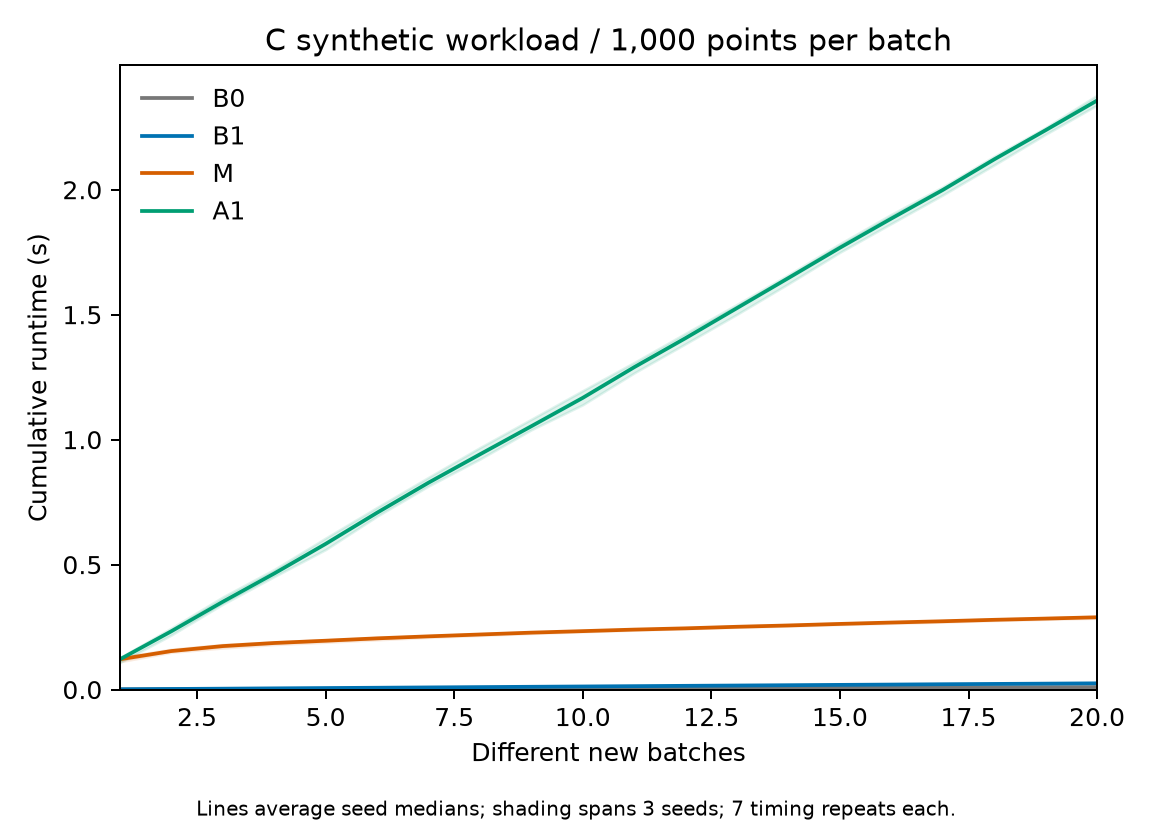 C synthetic workload / 1,000 points per batch
B0
B1
M
A1
Cumulative runtime (s)
2.0
1.5
1.0
0.5
0.0
2.5 5.0 7.5 10.0 12.5 15.0 17.5 20.0
Different new batches
Lines average seed medians; shading spans 3 seeds; 7 timing repeats each.